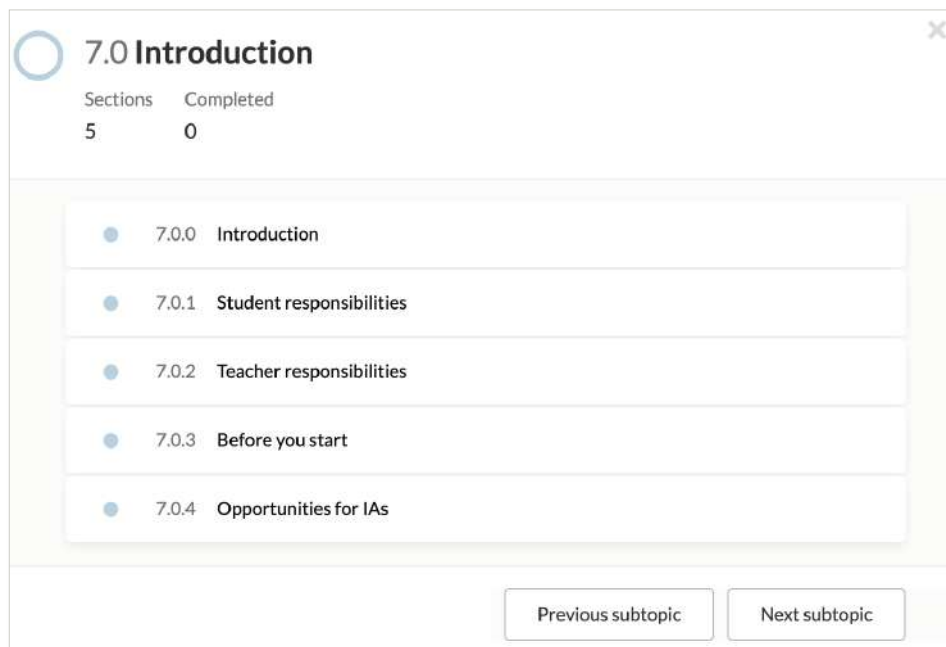 7.0 Introduction
Sections Completed
5 0
7.0.0 Introduction
7.0.1 Student responsibilities
7.0.2 Teacher responsibilities
7.0.3 Before you start
7.0.4 Opportunities for IAs
Previous subtopic Next subtopic